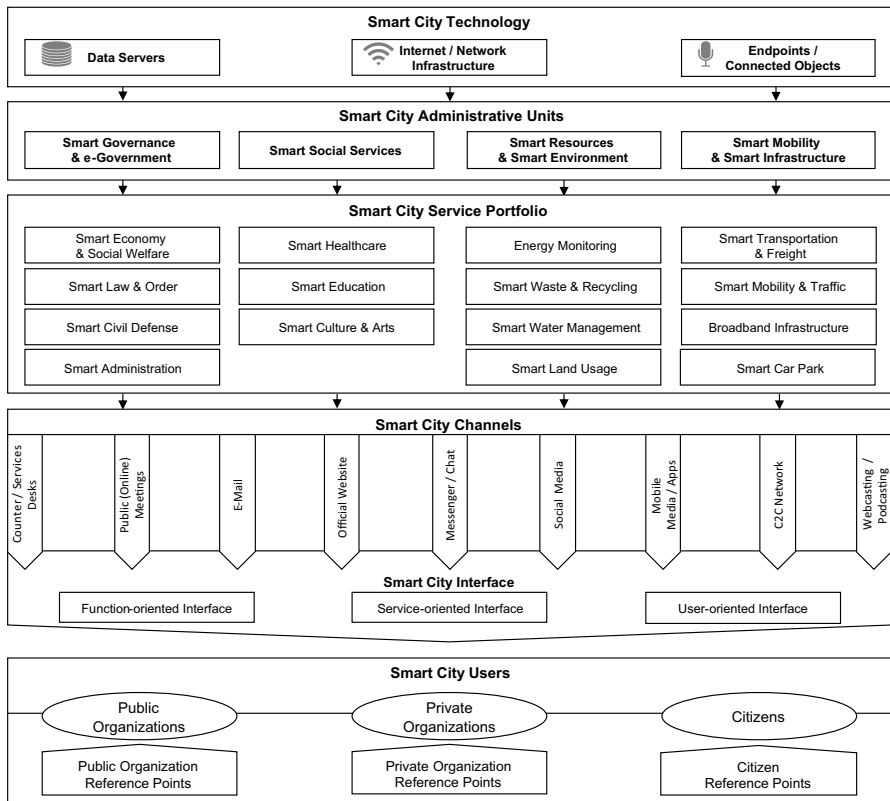 Smart City Technology
Data Servers
Internet / Network
Infrastructure
Endpoints /
Connected Objects
Smart City Administrative Units
Smart Governance
& e-Government
Smart Social Services
Smart Resources
& Smart Environment
Smart Mobility
& Smart Infrastructure
Smart City Service Portfolio
Smart Economy
& Social Welfare
Smart Healthcare
Energy Monitoring
Smart Transportation
& Freight
Smart Law & Order
Smart Education
Smart Waste & Recycling
Smart Mobility & Traffic
Smart Civil Defense
Smart Culture & Arts
Smart Water Management
Broadband Infrastructure
Smart Administration
Smart Land Usage
Smart Car Park
Smart City Channels
Counter / Services
Desks
Public (Online)
Meetings
E-Mail
Official Website
Messenger / Chat
Social Media
Mobile
Media / Apps
C2C Network
Webcasting /
Podcasting
Smart City Interface
Function-oriented Interface
Service-oriented Interface
User-oriented Interface
Smart City Users
Public
Organizations
Private
Organizations
Citizens
Public Organization
Reference Points
Private Organization
Reference Points
Citizen
Reference Points